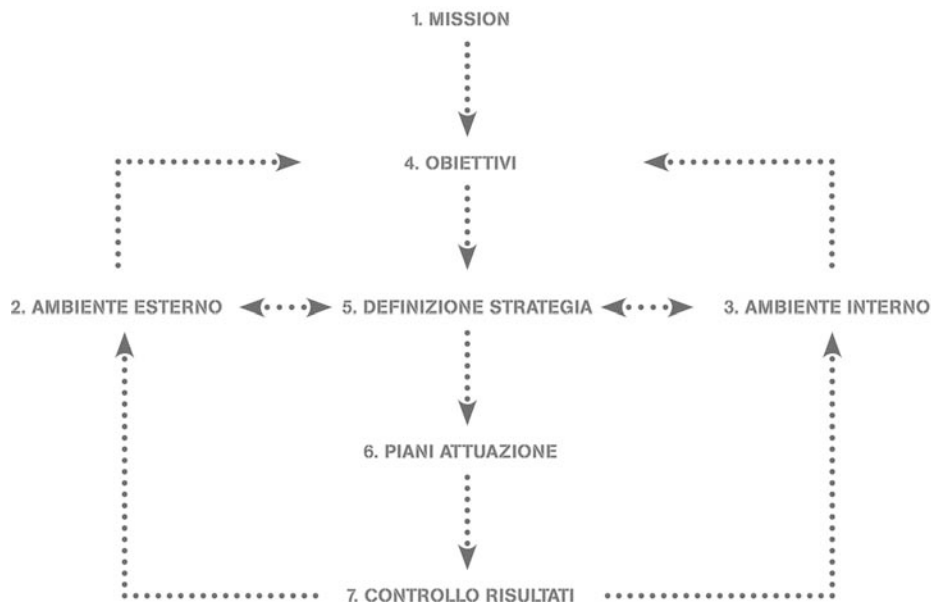 1. MISSION
4. OBIETTIVI
2. AMBIENTE ESTERNO
5. DEFINIZIONE STRATEGIA
3. AMBIENTE INTERNO
6. PIANI ATTUAZIONE
7. CONTROLLO RISULTATI